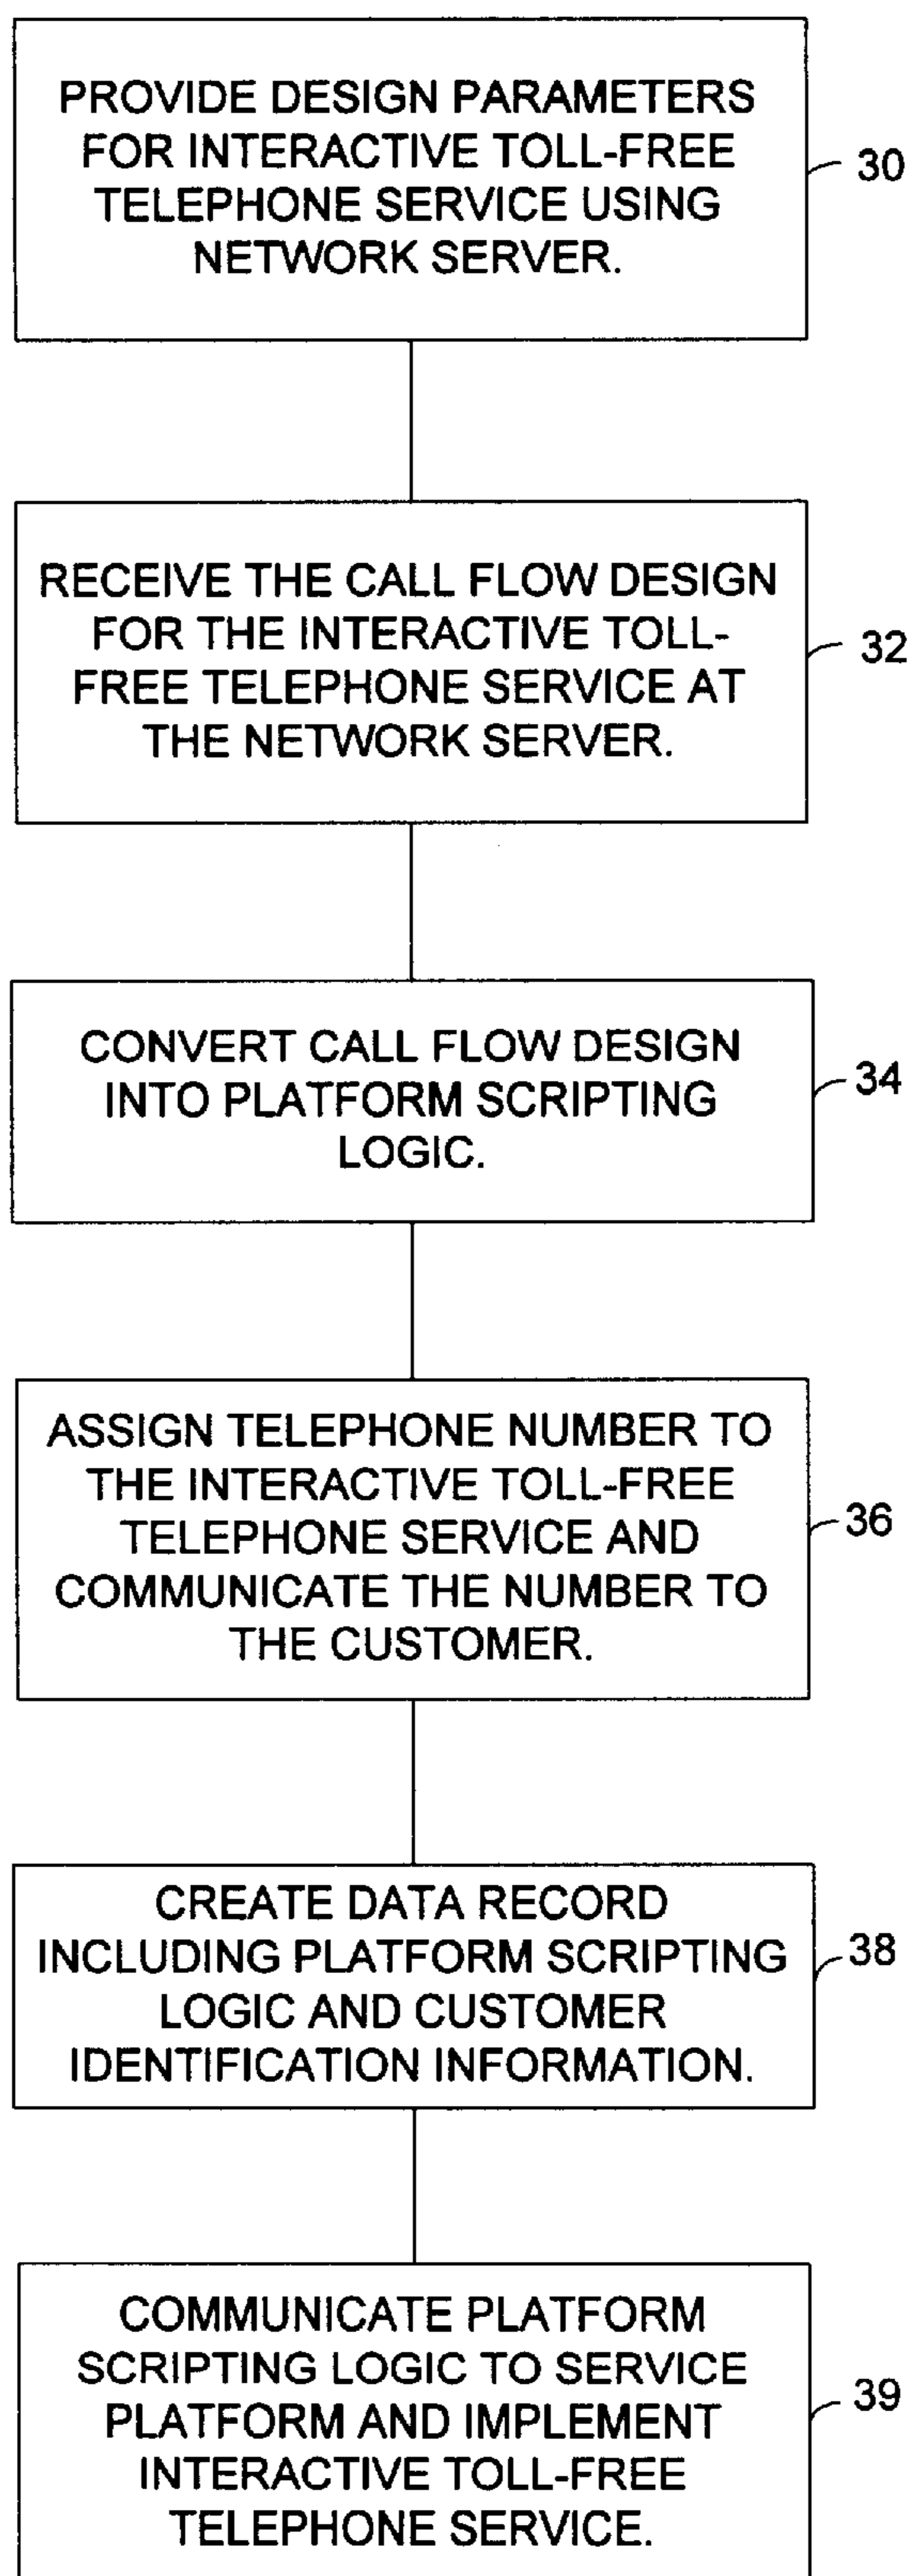 PROVIDE DESIGN PARAMETERS
FOR INTERACTIVE TOLL-FREE
TELEPHONE SERVICE USING
NETWORK SERVER.
30
RECEIVE THE CALL FLOW DESIGN
FOR THE INTERACTIVE TOLL-
FREE TELEPHONE SERVICE AT
THE NETWORK SERVER.
32
CONVERT CALL FLOW DESIGN
INTO PLATFORM SCRIPTING
LOGIC.
34
ASSIGN TELEPHONE NUMBER TO
THE INTERACTIVE TOLL-FREE
TELEPHONE SERVICE AND
COMMUNICATE THE NUMBER TO
THE CUSTOMER.
36
CREATE DATA RECORD
INCLUDING PLATFORM SCRIPTING
LOGIC AND CUSTOMER
IDENTIFICATION INFORMATION.
38
COMMUNICATE PLATFORM
SCRIPTING LOGIC TO SERVICE
PLATFORM AND IMPLEMENT
INTERACTIVE TOLL-FREE
TELEPHONE SERVICE.
39